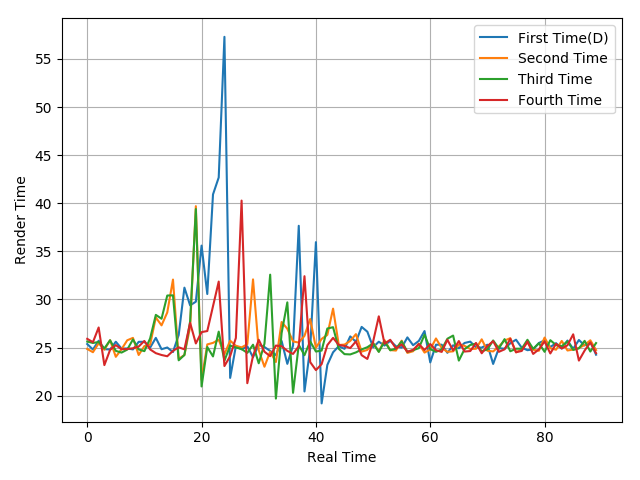 First Time(D)
Second Time
Third Time
Fourth Time
55
50
45
40
35
30
25
20
Render Time
0 20 40 60 80
Real Time